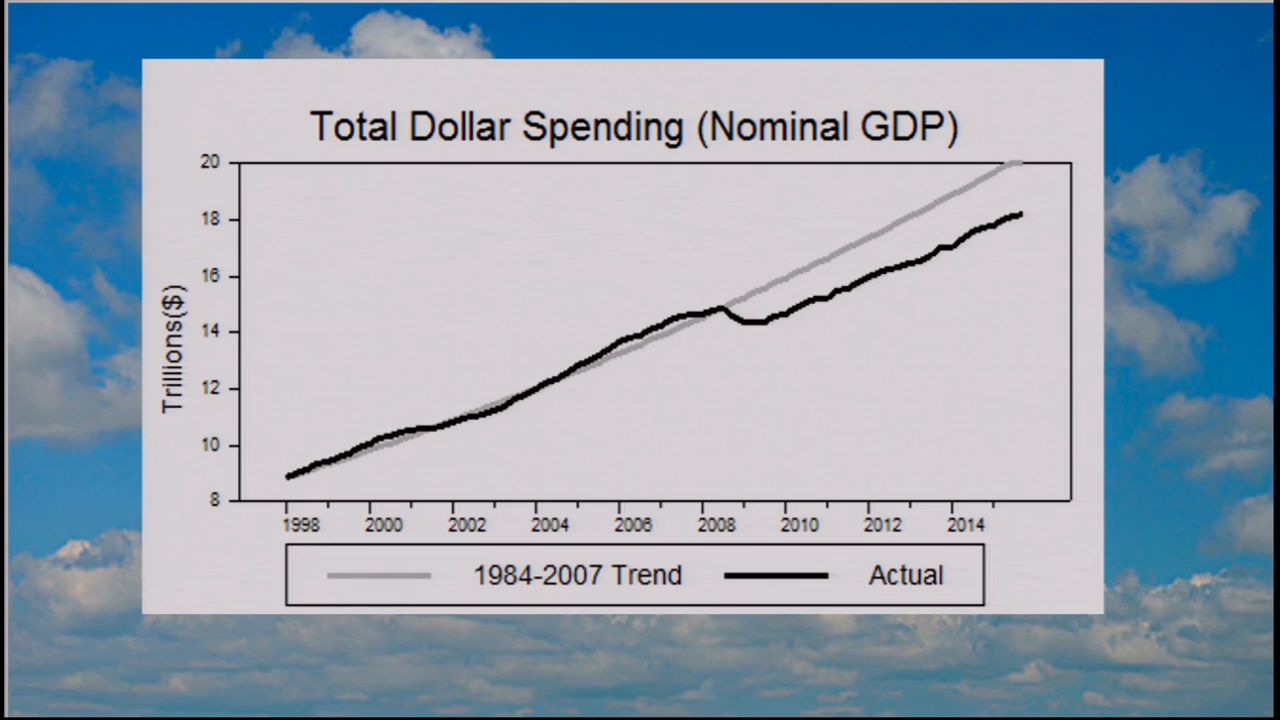 Total Dollar Spending (Nominal GDP)
20
18
16
14
12
10
8
Trillions($)
1998 2000 2002 2004 2006 2008 2010 2012 2014
1984-2007 Trend Actual